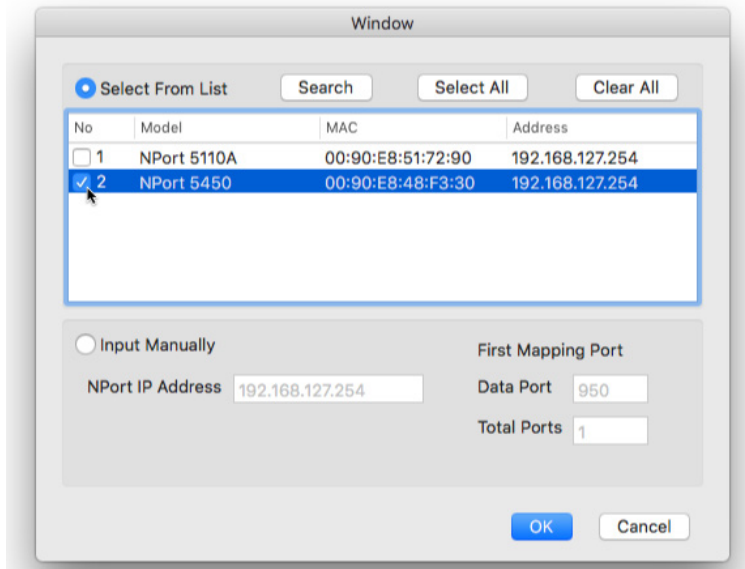 Window
Select From List Search Select All Clear All
No Model MAC Address
1 NPort 5110A 00:90:E8:51:72:90 192.168.127.254
2 NPort 5450 00:90:E8:48:F3:30 192.168.127.254
Input Manually
First Mapping Port
NPort IP Address 192.168.127.254 Data Port 950
Total Ports 1
OK Cancel